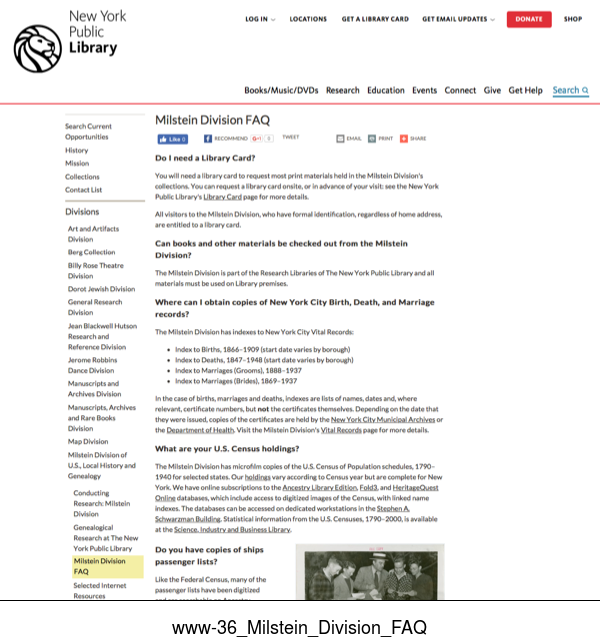 New York
Public
Library
LOG IN
LOCATIONS
GET A LIBRARY CARD
GET EMAIL UPDATES
DONATE
SHOP
Books/Music/DVDs Research Education Events Connect Give Get Help Search
Search Current
Opportunities
History
Mission
Collections
Contact List
Divisions
Art and Artifacts
Division
Berg Collection
Billy Rose Theatre
Division
Dorot Jewish Division
General Research
Division
Jean Blackwell Hutson
Research and
Reference Division
Jerome Robbins
Dance Division
Manuscripts and
Archives Division
Manuscripts, Archives
and Rare Books
Division
Map Division
Milstein Division of
U.S., Local History and
Genealogy
Conducting
Research: Milstein
Division
Genealogical
Research at The New
York Public Library
Milstein Division
FAQ
Selected Internet
Resources
Milstein Division FAQ
Like 0 RECOMMEND G+1 TWEET EMAIL PRINT SHARE
Do I need a Library Card?
You will need a library card to request most print materials held in the Milstein Division's
collections. You can request a library card onsite, or in advance of your visit: see the New York
Public Library's Library Card page for more details.
All visitors to the Milstein Division, who have formal identification, regardless of home address,
are entitled to a library card.
Can books and other materials be checked out from the Milstein
Division?
The Milstein Division is part of the Research Libraries of The New York Public Library and all
materials must be used on Library premises.
Where can I obtain copies of New York City Birth, Death, and Marriage
records?
The Milstein Division has indexes to New York City Vital Records:
• Index to Births, 1866–1909 (start date varies by borough)
• Index to Deaths, 1847–1948 (start date varies by borough)
• Index to Marriages (Grooms), 1888–1937
• Index to Marriages (Brides), 1869–1937
In the case of births, marriages and deaths, indexes are lists of names, dates and, where
relevant, certificate numbers, but not the certificates themselves. Depending on the date that
they were issued, copies of the certificates are held by the New York City Municipal Archives or
the Department of Health. Visit the Milstein Division's Vital Records page for more details.
What are your U.S. Census holdings?
The Milstein Division has microfilm copies of the U.S. Census of Population schedules, 1790–
1940 for selected states. Our holdings vary according to Census year but are complete for New
York. We have online subscriptions to the Ancestry Library Edition, Fold3, and HeritageQuest
Online databases, which include access to digitized images of the Census, with linked name
indexes. The databases can be accessed on dedicated workstations in the Stephen A.
Schwarzman Building. Statistical information from the U.S. Censuses, 1790–2000, is available
at the Science, Industry and Business Library.
Do you have copies of ships
passenger lists?
Like the Federal Census, many of the
passenger lists have been digitized
www-36_Milstein_Division_FAQ